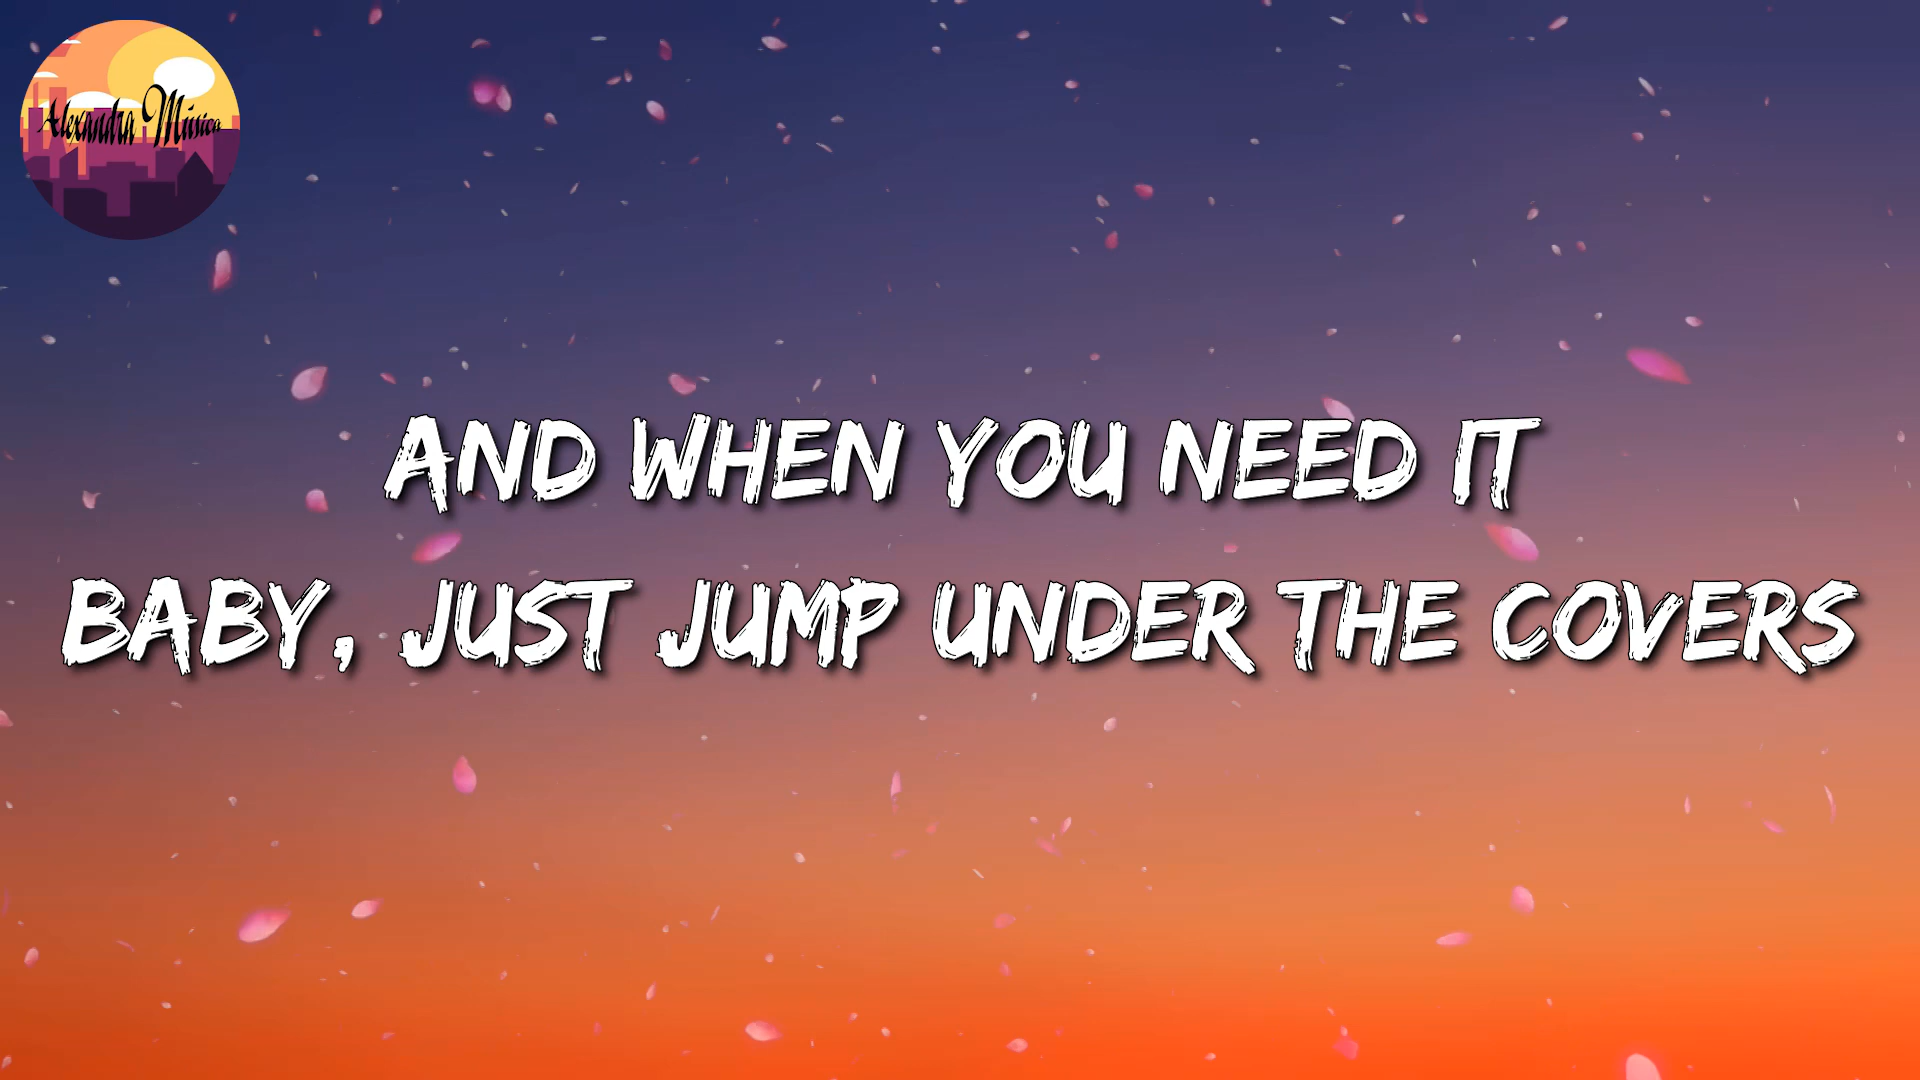 Alexandra Música
AND WHEN YOU NEED IT
BABY, JUST JUMP UNDER THE COVERS